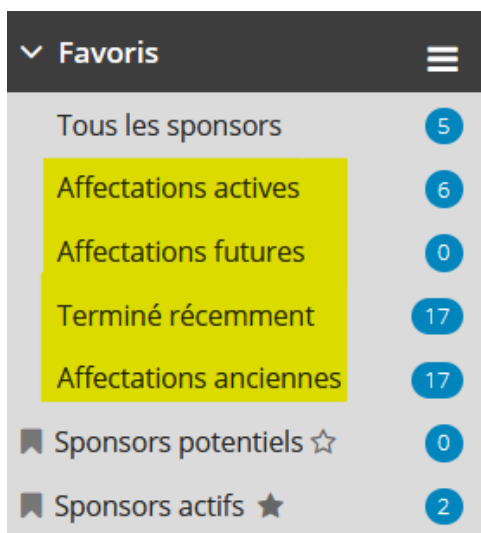 Favoris
Tous les sponsors 5
Affectations actives 6
Affectations futures 0
Terminé récemment 17
Affectations anciennes 17
Sponsors potentiels 0
Sponsors actifs 2